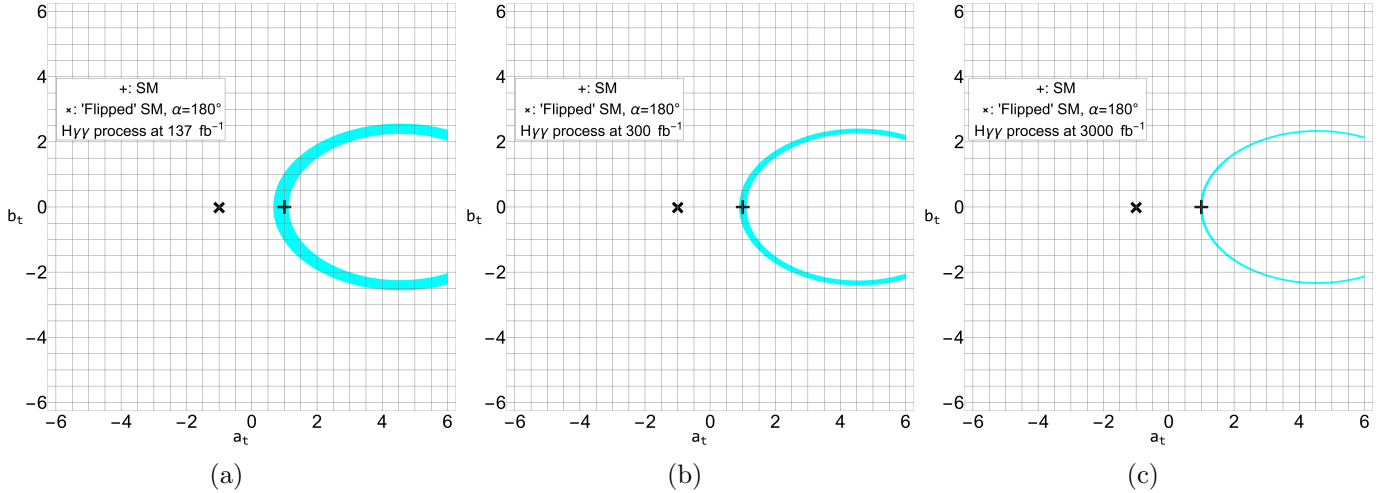 6
4
2
0
−2
−4
−6
b_t
+: SM
×: 'Flipped' SM, α=180°
Hγγ process at 137 fb⁻¹
−6 −4 −2 0 2 4 6
a_t
(a)
6
4
2
0
−2
−4
−6
b_t
+: SM
×: 'Flipped' SM, α=180°
Hγγ process at 300 fb⁻¹
−6 −4 −2 0 2 4 6
a_t
(b)
6
4
2
0
−2
−4
−6
b_t
+: SM
×: 'Flipped' SM, α=180°
Hγγ process at 3000 fb⁻¹
−6 −4 −2 0 2 4 6
a_t
(c)